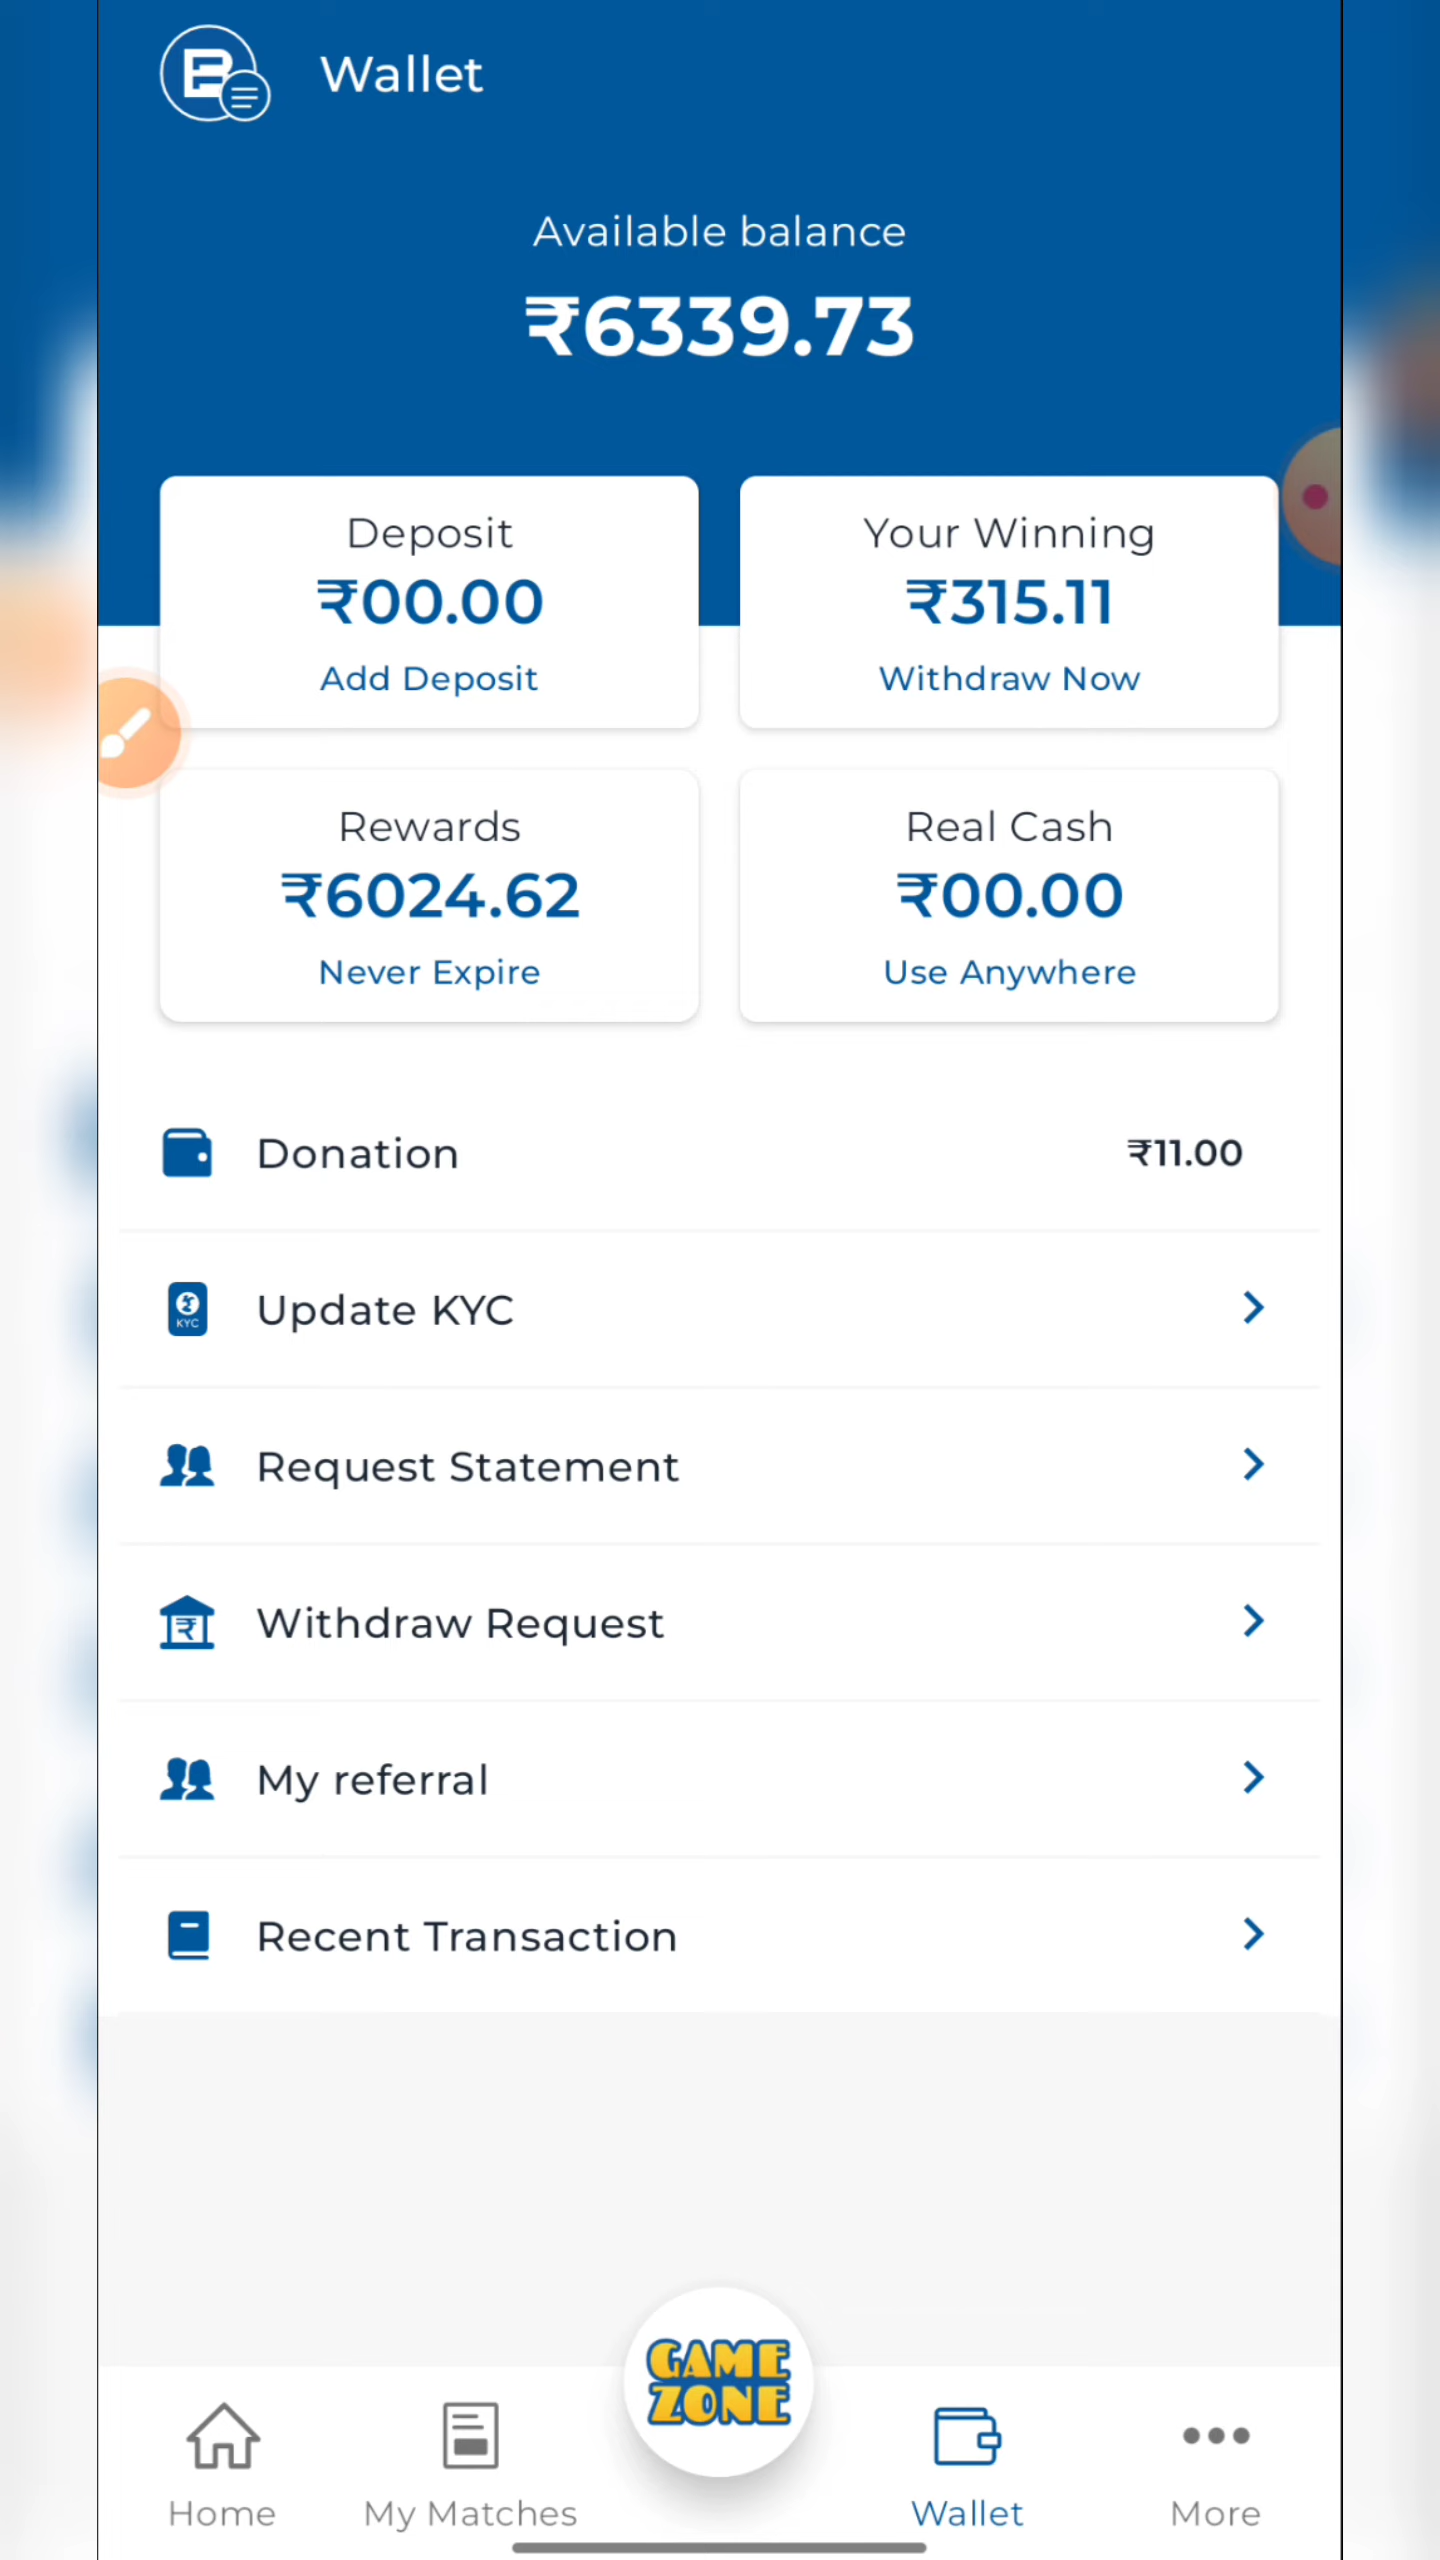 Wallet
Available balance
₹6339.73
Deposit
₹00.00
Add Deposit
Your Winning
₹315.11
Withdraw Now
Rewards
₹6024.62
Never Expire
Real Cash
₹00.00
Use Anywhere
Donation ₹11.00
KYC
Update KYC
Request Statement
₹
Withdraw Request
My referral
Recent Transaction
GAME
ZONE
Home
My Matches
Wallet
More